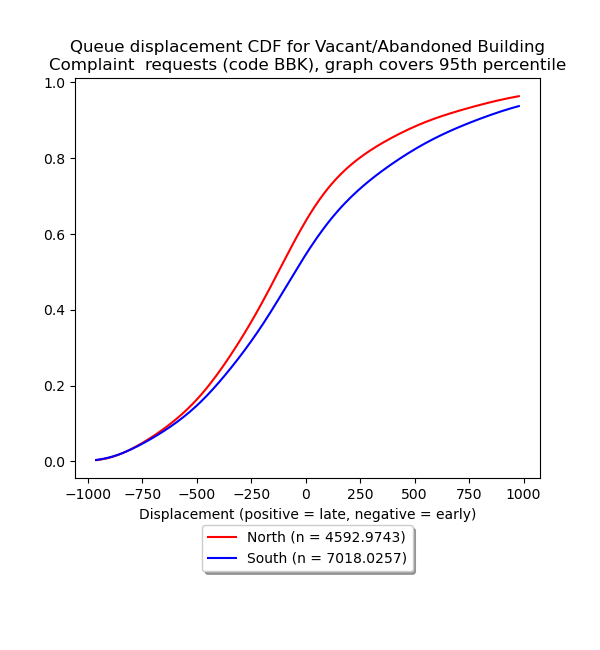 Queue displacement CDF for Vacant/Abandoned Building
Complaint  requests (code BBK), graph covers 95th percentile
1.0
0.8
0.6
0.4
0.2
0.0
−1000 −750 −500 −250 0 250 500 750 1000
Displacement (positive = late, negative = early)
North (n = 4592.9743)
South (n = 7018.0257)